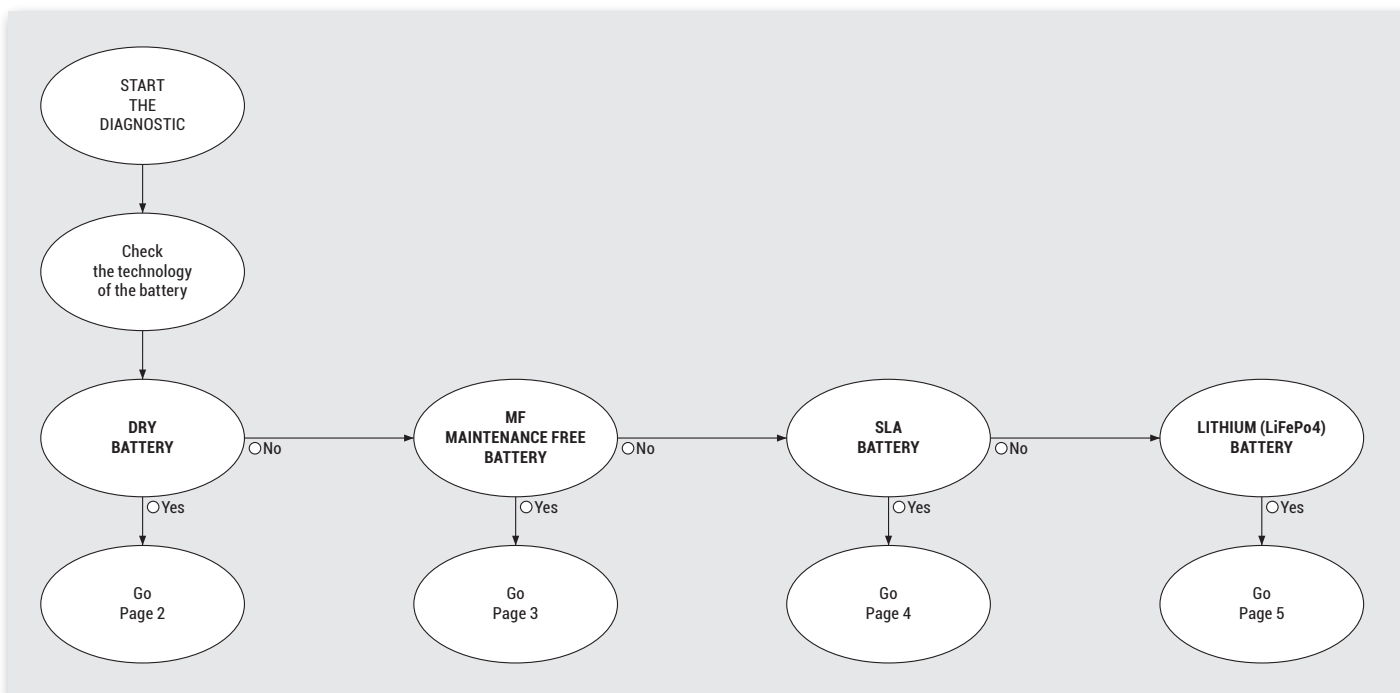 START
THE
DIAGNOSTIC
Check
the technology
of the battery
DRY
BATTERY
No
MF
MAINTENANCE FREE
BATTERY
No
SLA
BATTERY
No
LITHIUM (LiFePo4)
BATTERY
Yes
Yes
Yes
Yes
Go
Page 2
Go
Page 3
Go
Page 4
Go
Page 5